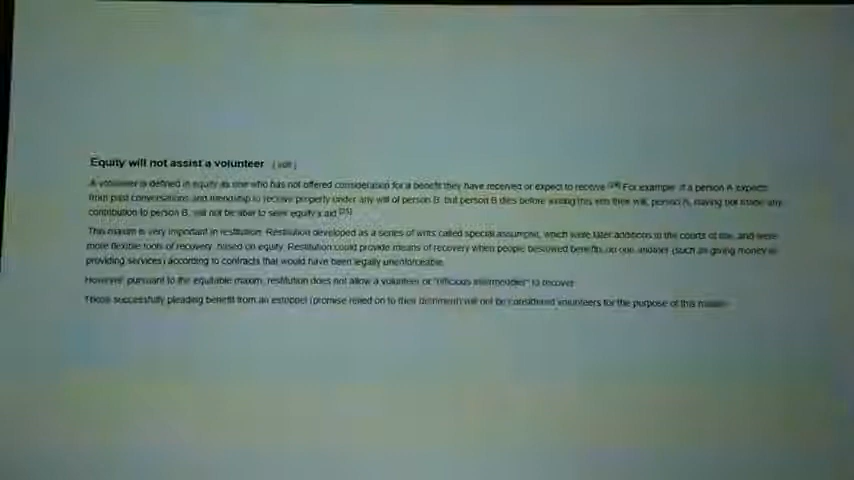 Equity will not assist a volunteer [ edit ]
A volunteer is defined in equity as one who has not offered consideration for a benefit they have received or expect to receive. For example, if a person A expects
from past conversations and friendship to receive property under any will of person B, but person B dies before writing this into their will, person A, having not made any
contribution to person B, will not be able to seek equity's aid.
This maxim is very important in restitution. Restitution developed as a series of writs called special assumpsit, which were later additions in the courts of law, and were
more flexible tools of recovery, based on equity. Restitution could provide means of recovery when people bestowed benefits on one another (such as giving money or
providing services) according to contracts that would have been legally unenforceable.
However, pursuant to the equitable maxim, restitution does not allow a volunteer or "officious intermeddler" to recover.
Those successfully pleading benefit from an estoppel (promise relied on to their detriment) will not be considered volunteers for the purpose of this maxim.